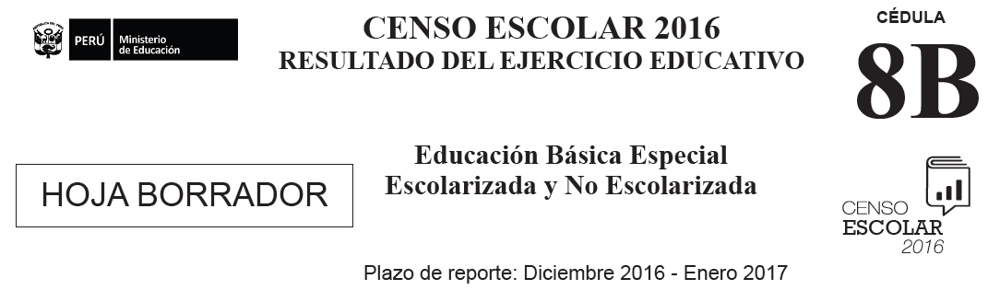 PERÚ
Ministerio
de Educación
CENSO ESCOLAR 2016
RESULTADO DEL EJERCICIO EDUCATIVO
CÉDULA
8B
HOJA BORRADOR
Educación Básica Especial
Escolarizada y No Escolarizada
CENSO
ESCOLAR
2016
Plazo de reporte: Diciembre 2016 - Enero 2017